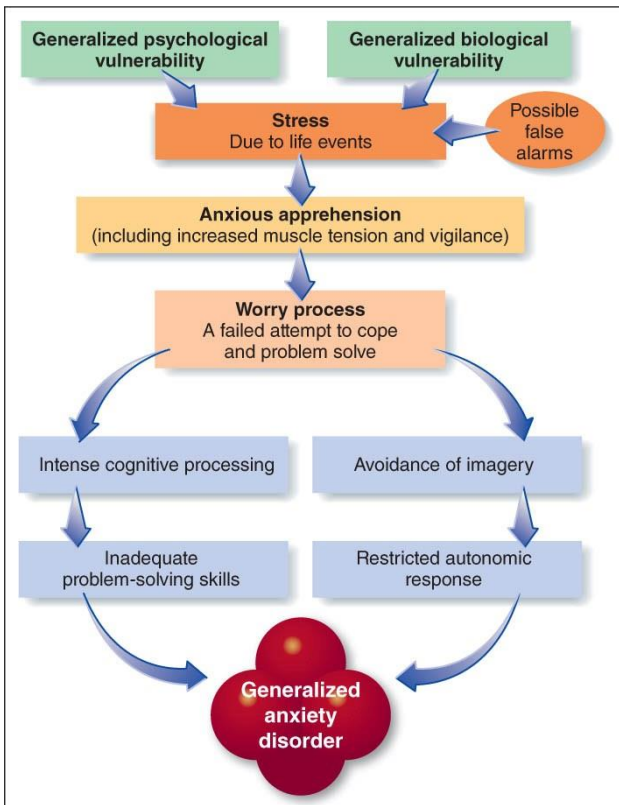 Generalized psychological
vulnerability
Generalized biological
vulnerability
Stress
Due to life events
Possible
false
alarms
Anxious apprehension
(including increased muscle tension and vigilance)
Worry process
A failed attempt to cope
and problem solve
Intense cognitive processing
Avoidance of imagery
Inadequate
problem-solving skills
Restricted autonomic
response
Generalized
anxiety
disorder